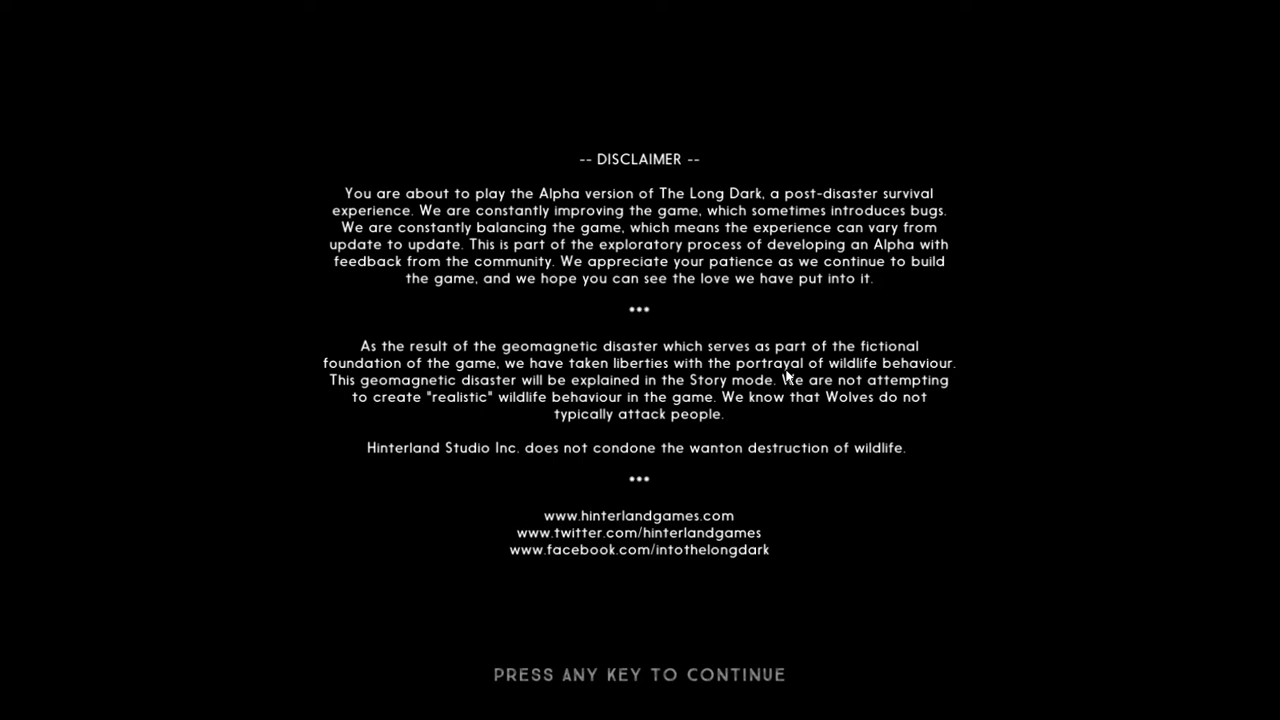 -- DISCLAIMER --
You are about to play the Alpha version of The Long Dark, a post-disaster survival
experience. We are constantly improving the game, which sometimes introduces bugs.
We are constantly balancing the game, which means the experience can vary from
update to update. This is part of the exploratory process of developing an Alpha with
feedback from the community. We appreciate your patience as we continue to build
the game, and we hope you can see the love we have put into it.
•••
As the result of the geomagnetic disaster which serves as part of the fictional
foundation of the game, we have taken liberties with the portrayal of wildlife behaviour.
This geomagnetic disaster will be explained in the Story mode. We are not attempting
to create "realistic" wildlife behaviour in the game. We know that Wolves do not
typically attack people.
Hinterland Studio Inc. does not condone the wanton destruction of wildlife.
•••
www.hinterlandgames.com
www.twitter.com/hinterlandgames
www.facebook.com/intothelongdark
PRESS ANY KEY TO CONTINUE